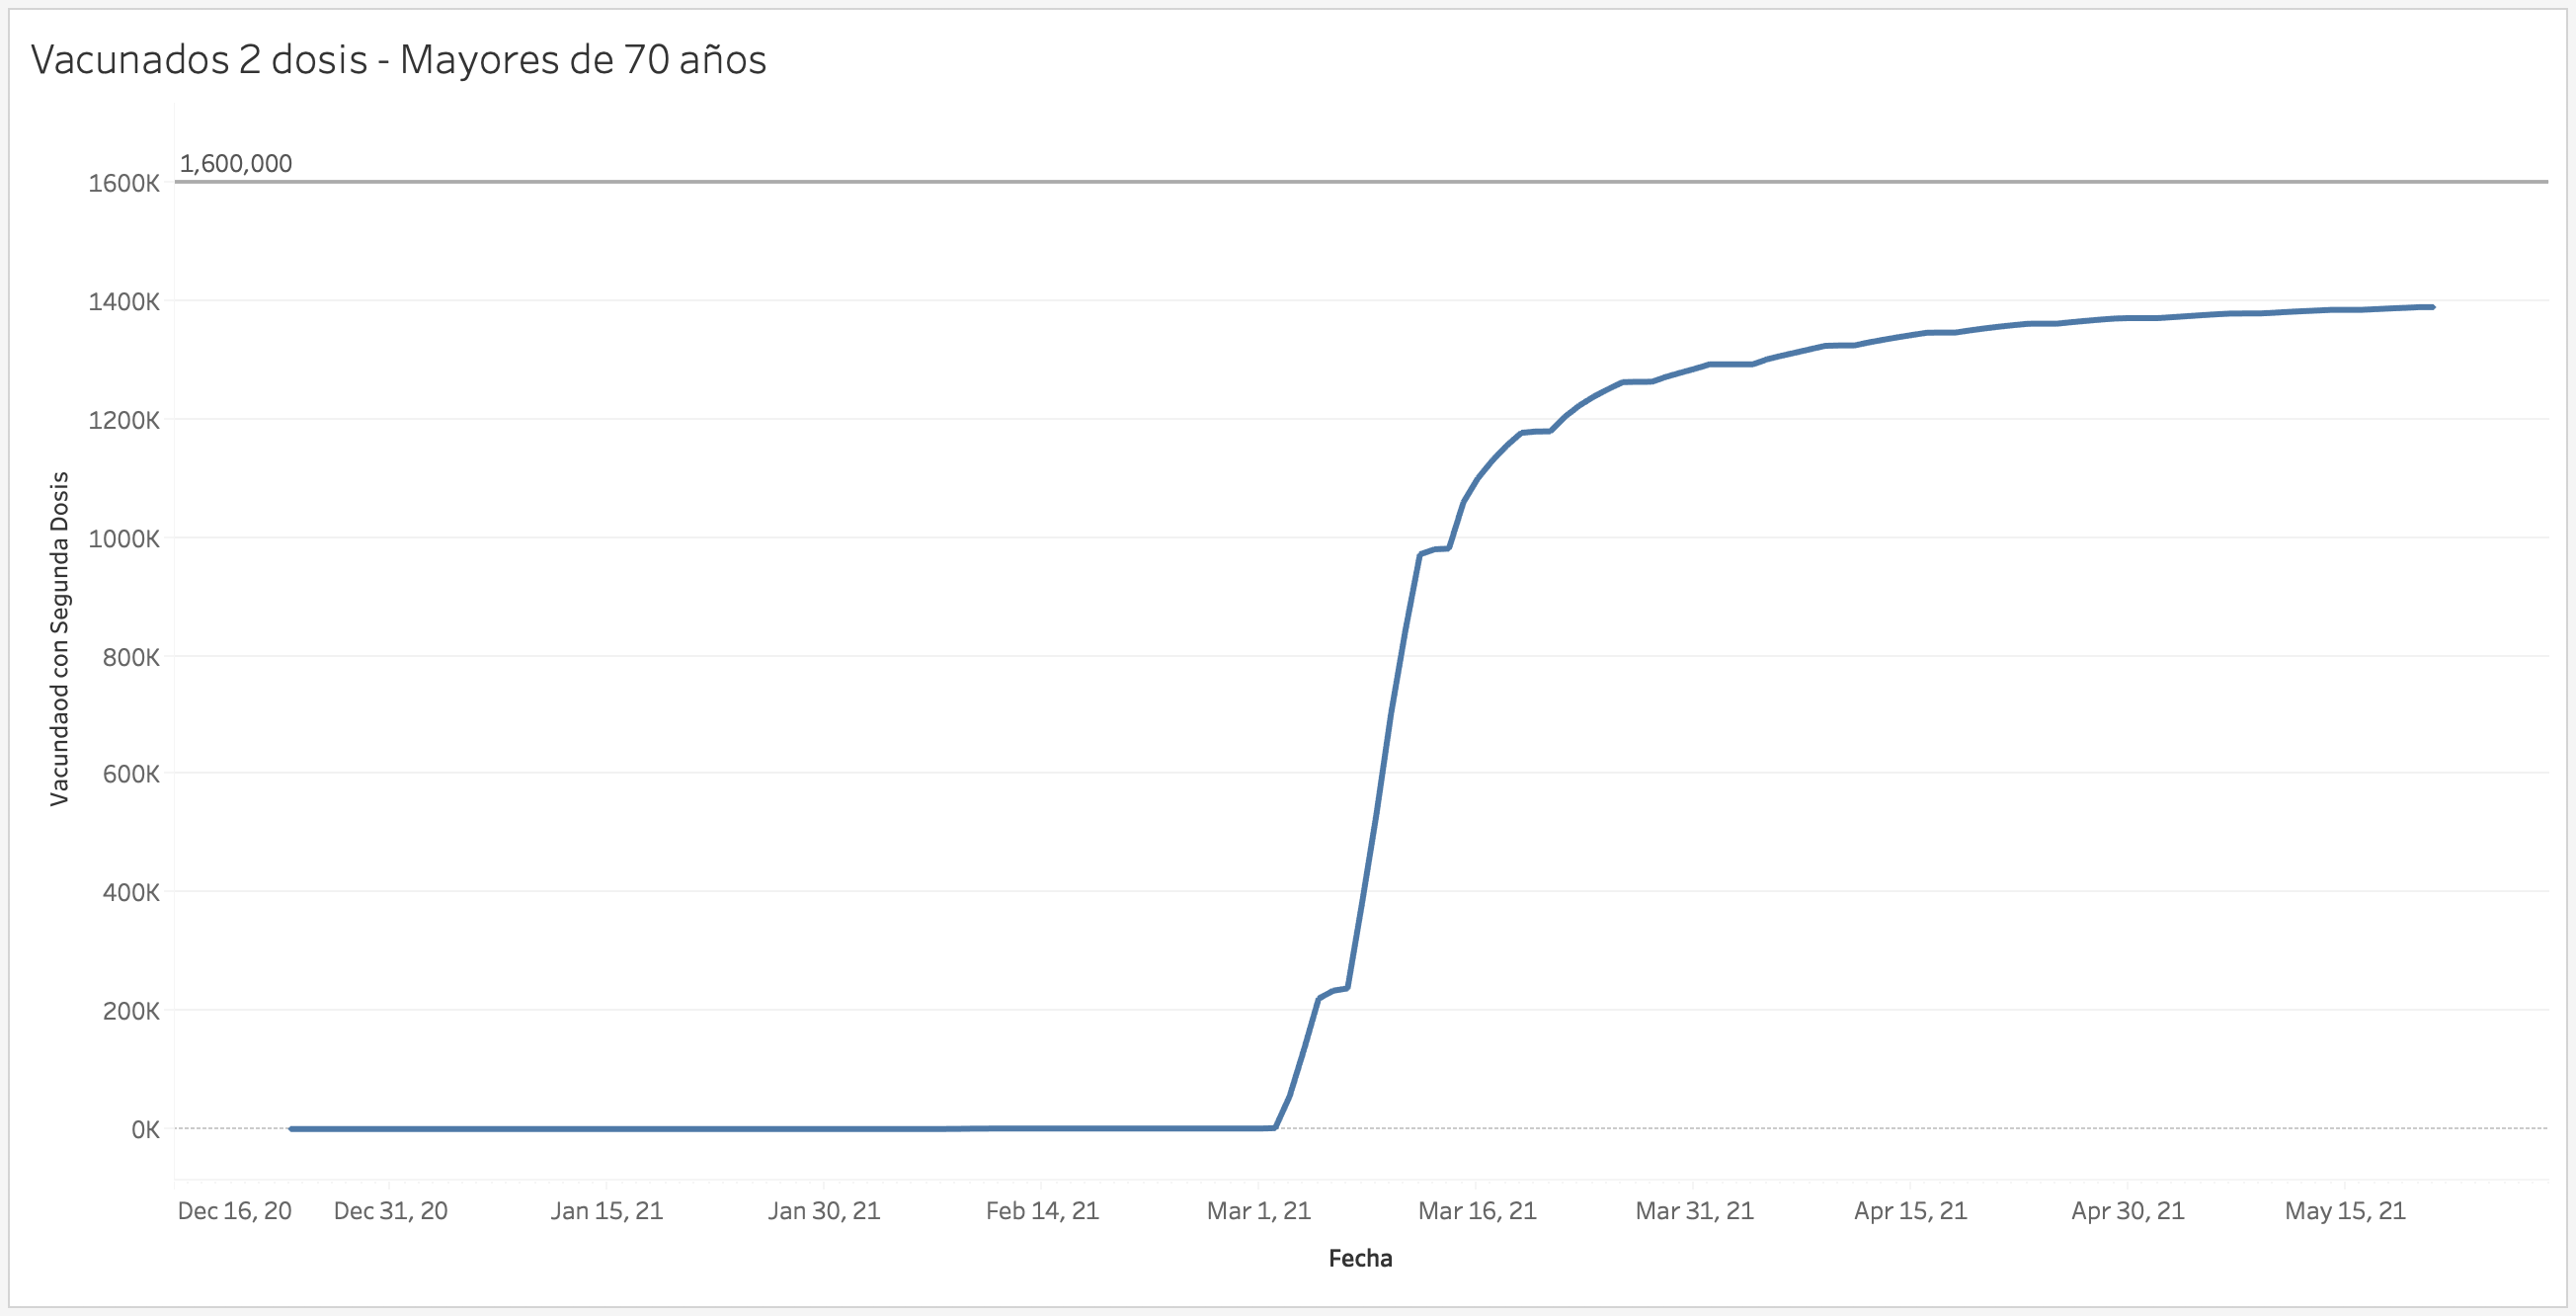 Vacunados 2 dosis - Mayores de 70 años
1,600,000
1600K
1400K
1200K
1000K
800K
600K
400K
200K
0K
Vacundaod con Segunda Dosis
Dec 16, 20
Dec 31, 20
Jan 15, 21
Jan 30, 21
Feb 14, 21
Mar 1, 21
Mar 16, 21
Mar 31, 21
Apr 15, 21
Apr 30, 21
May 15, 21
Fecha